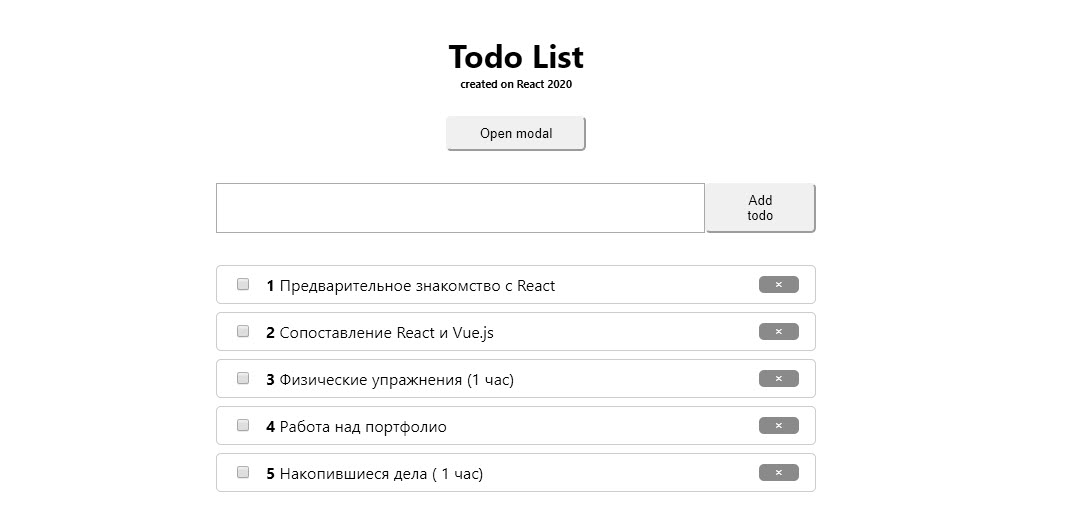 Todo List
created on React 2020
Open modal
Add
todo
1 Предварительное знакомство с React
×
2 Сопоставление React и Vue.js
×
3 Физические упражнения (1 час)
×
4 Работа над портфолио
×
5 Накопившиеся дела ( 1 час)
×